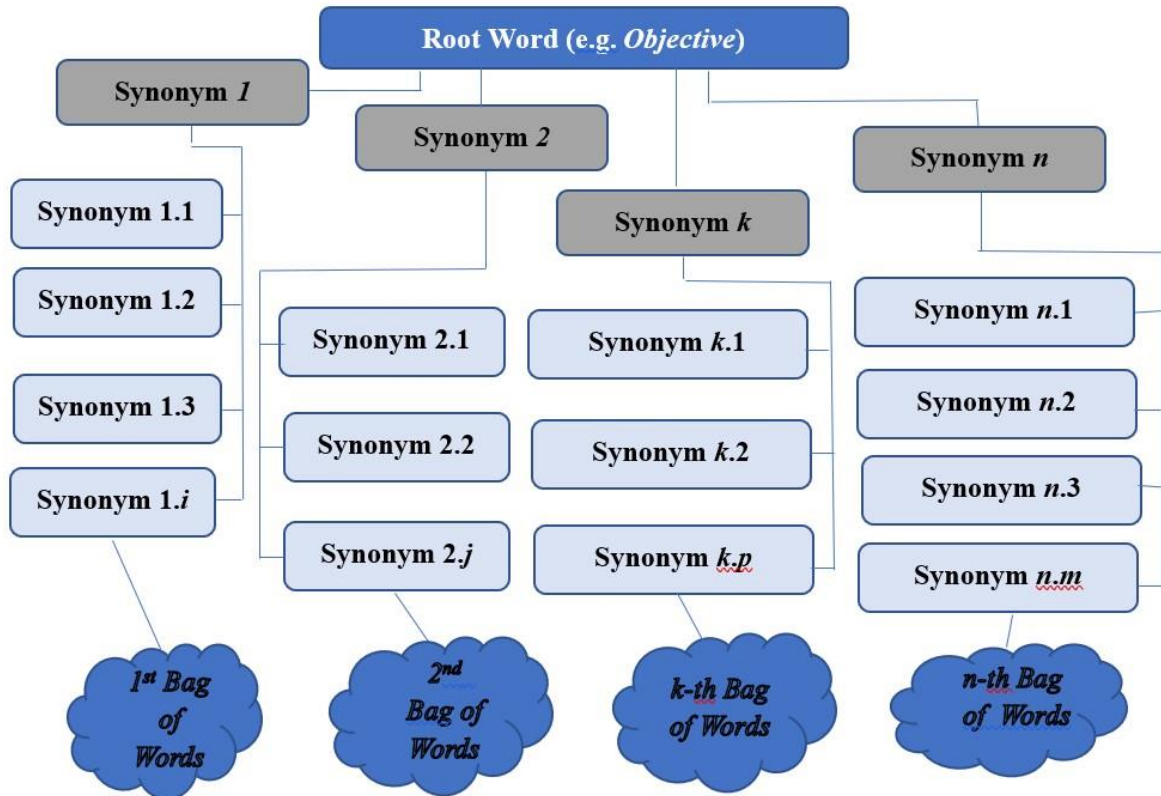 Root Word (e.g. Objective)
Synonym 1
Synonym 2
Synonym k
Synonym n
Synonym 1.1
Synonym 1.2
Synonym 1.3
Synonym 1.i
Synonym 2.1
Synonym 2.2
Synonym 2.j
Synonym k.1
Synonym k.2
Synonym k.p
Synonym n.1
Synonym n.2
Synonym n.3
Synonym n.m
1st Bag
of
Words
2nd
Bag of
Words
k-th Bag
of Words
n-th Bag
of Words